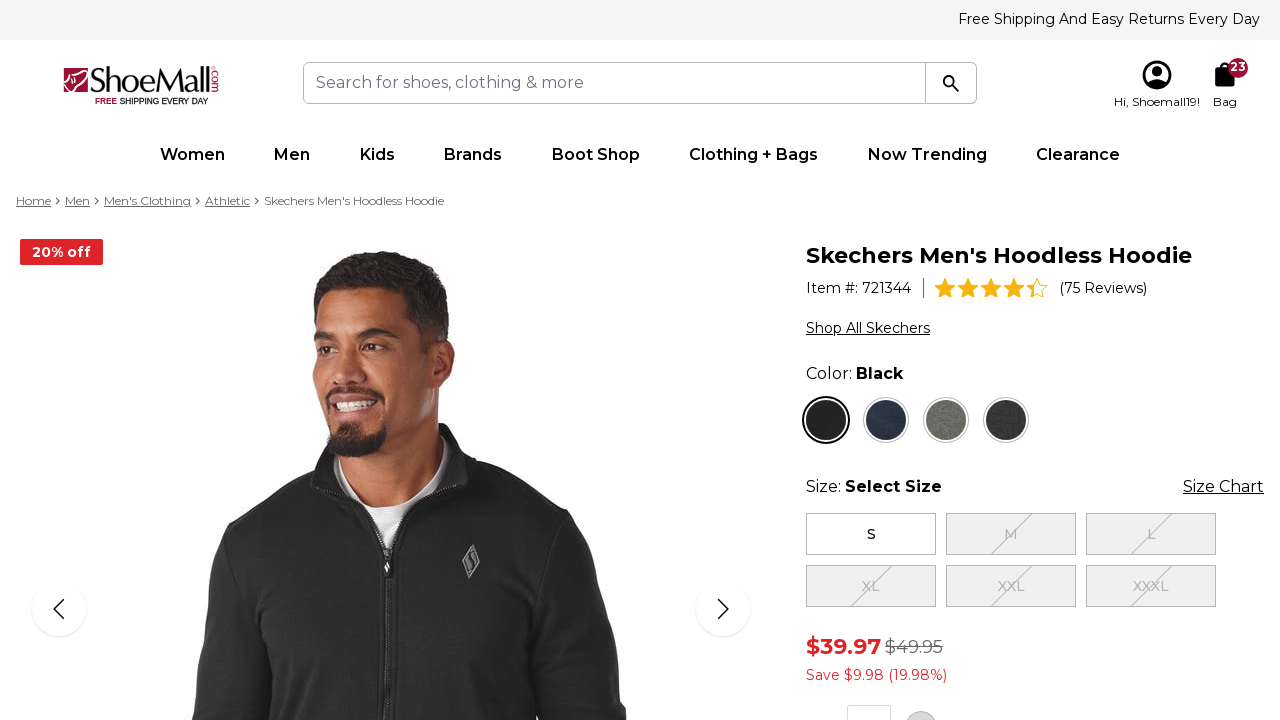 Free Shipping And Easy Returns Every Day
ShoeMall.com
FREE SHIPPING EVERY DAY
Search for shoes, clothing & more
23
Hi, Shoemall19!
Bag
Women
Men
Kids
Brands
Boot Shop
Clothing + Bags
Now Trending
Clearance
Home > Men > Men's Clothing > Athletic > Skechers Men's Hoodless Hoodie
20% off
Skechers Men's Hoodless Hoodie
Item #: 721344
(75 Reviews)
Shop All Skechers
Color: Black
Size: Select Size
Size Chart
S
M
L
XL
XXL
XXXL
$39.97 $49.95
Save $9.98 (19.98%)